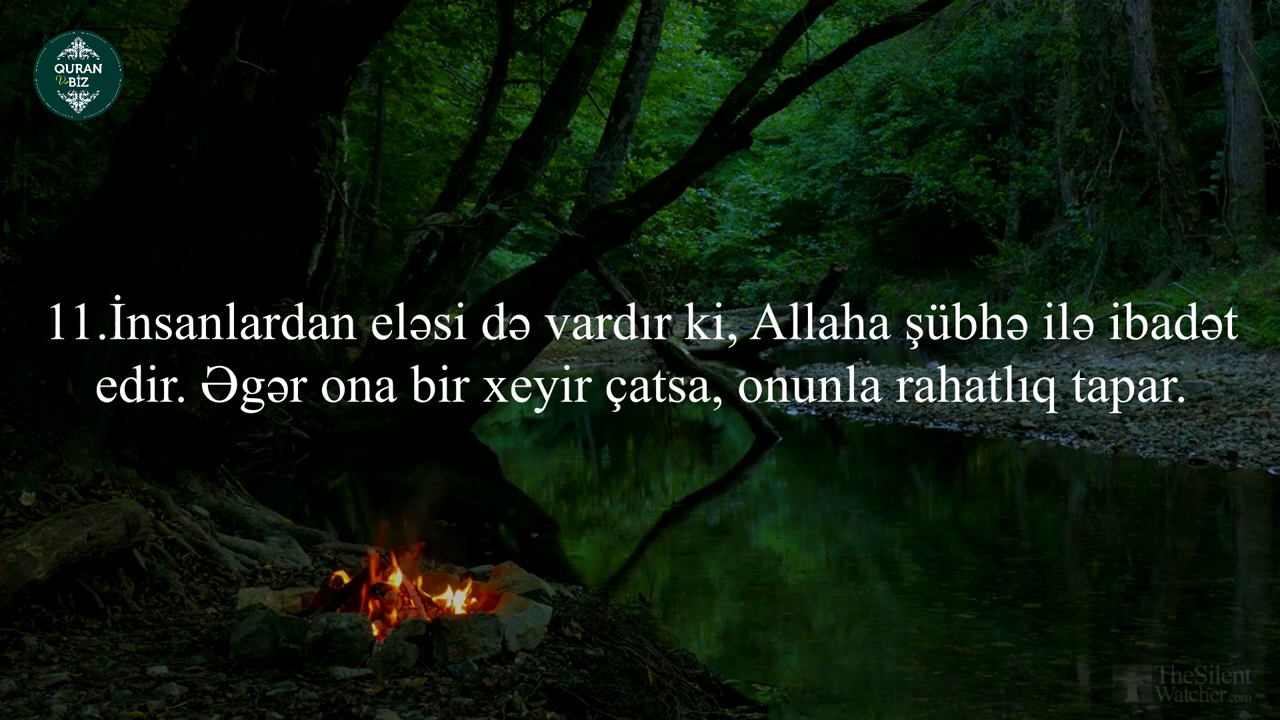 QURAN
Və BİZ
11.İnsanlardan eləsi də vardır ki, Allaha şübhə ilə ibadət
edir. Əgər ona bir xeyir çatsa, onunla rahatlıq tapar.
TheSilent
Watcher.com